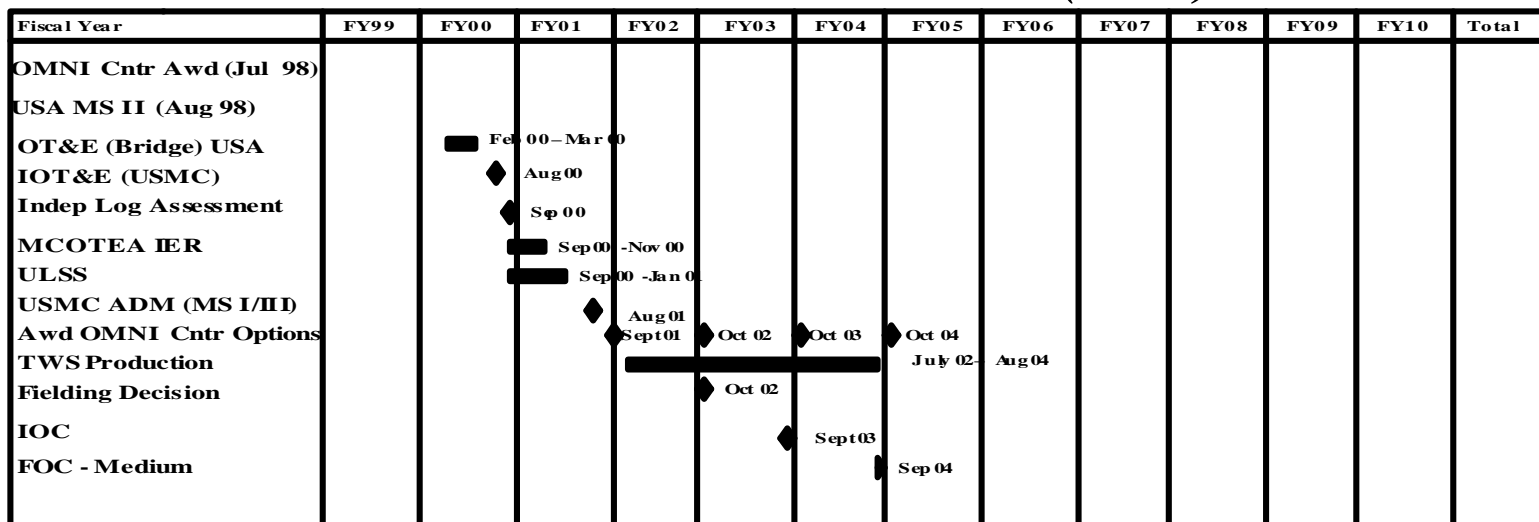 Fiscal Year FY99 FY00 FY01 FY02 FY03 FY04 FY05 FY06 FY07 FY08 FY09 FY10 Total
OMNI Cntr Awd (Jul 98)
USA MS II (Aug 98)
OT&E (Bridge) USA Feb 00 – Mar 00
IOT&E (USMC) Aug 00
Indep Log Assessment Sep 00
MCOTEA IER Sep 00 - Nov 00
ULSS Sep 00 - Jan 01
USMC ADM (MS I/III) Aug 01
Awd OMNI Cntr Options Sept 01 Oct 02 Oct 03 Oct 04
TWS Production July 02 – Aug 04
Fielding Decision Oct 02
IOC Sept 03
FOC - Medium Sep 04